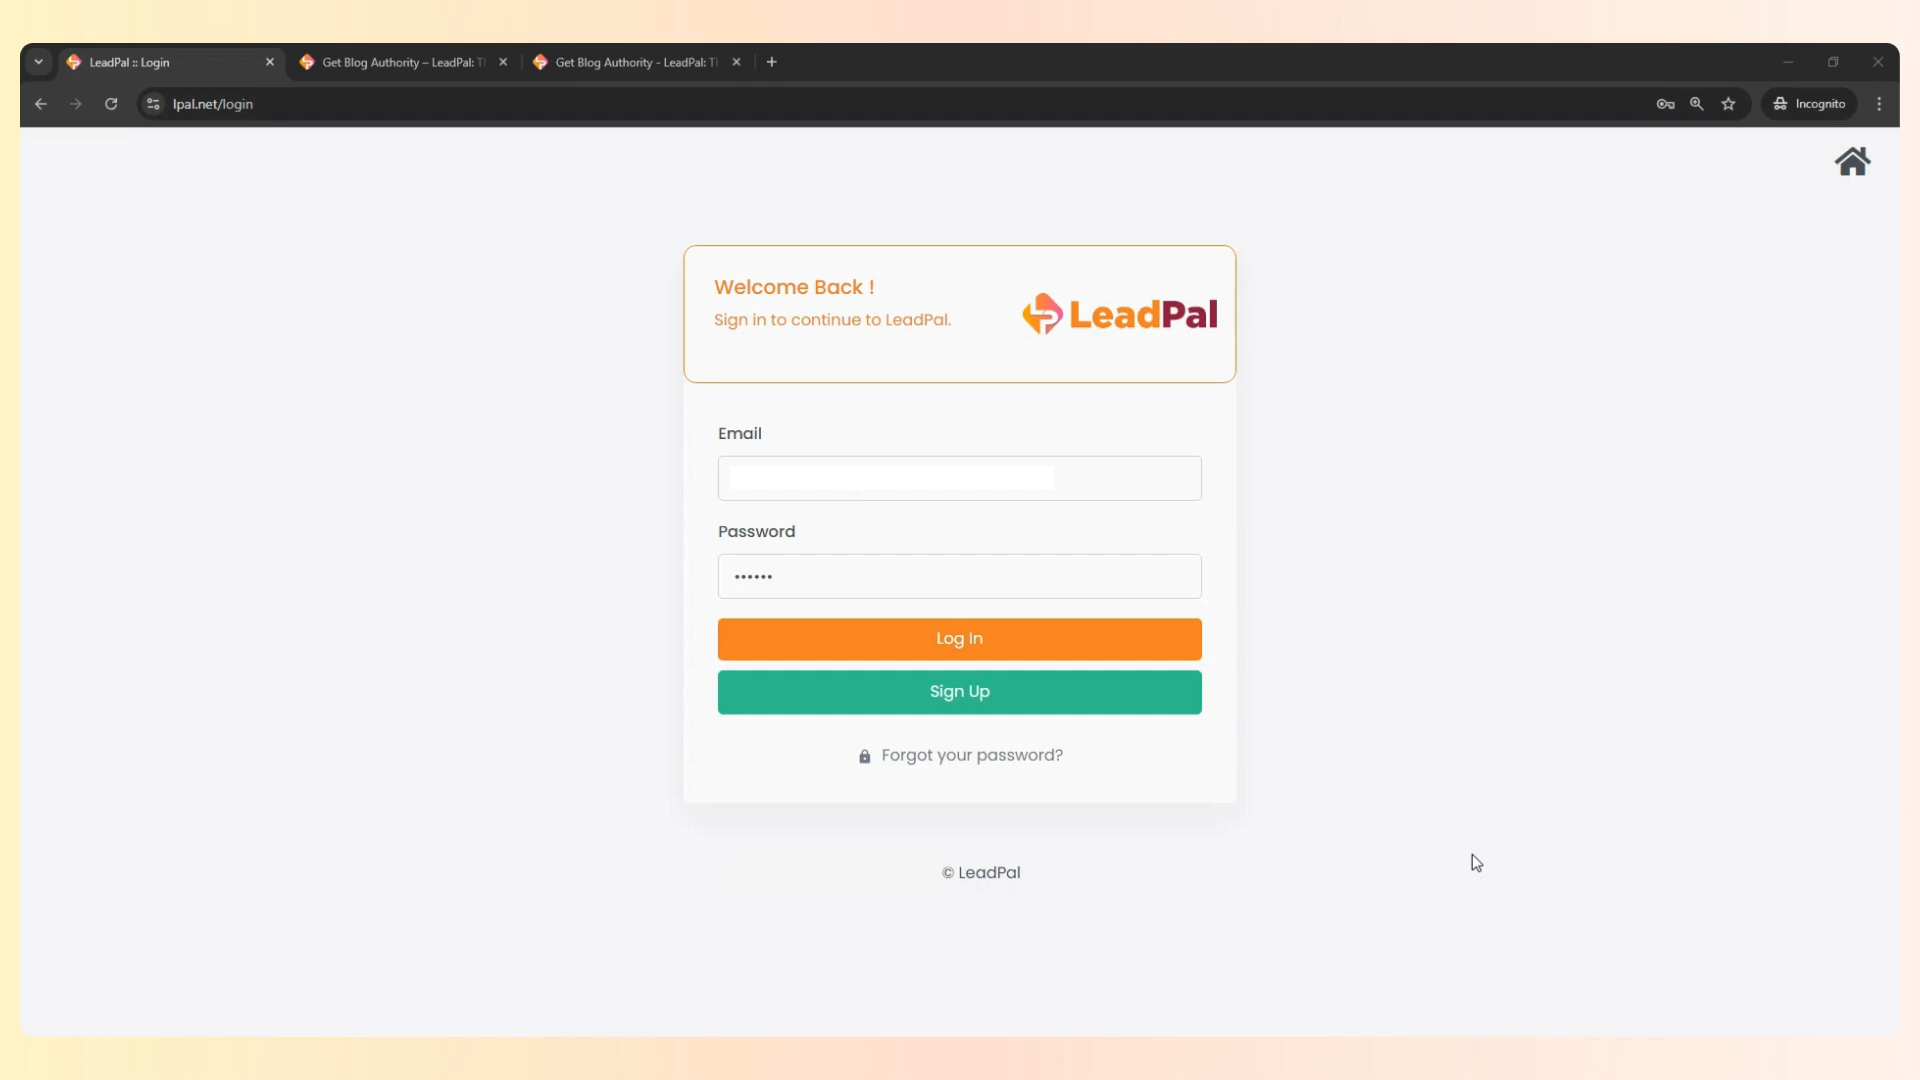 LeadPal :: Login
Get Blog Authority – LeadPal: T
Get Blog Authority - LeadPal: T
lpal.net/login
Incognito
Welcome Back !
Sign in to continue to LeadPal.
LeadPal
Email
Password
••••••
Log In
Sign Up
Forgot your password?
© LeadPal